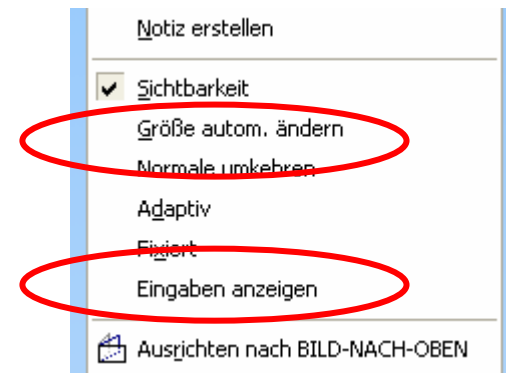 Notiz erstellen
Sichtbarkeit
Größe autom. ändern
Normale umkehren
Adaptiv
Fixiert
Eingaben anzeigen
Ausrichten nach BILD-NACH-OBEN